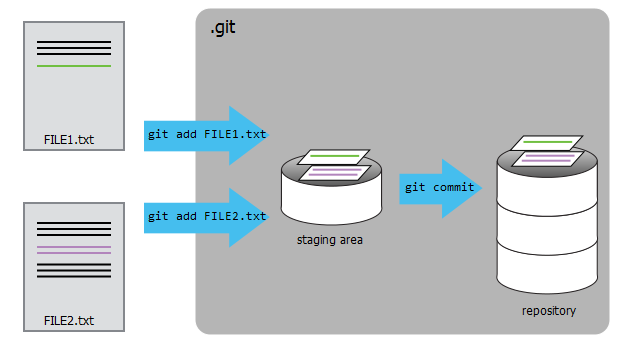 .git
FILE1.txt
git add FILE1.txt
git commit
git add FILE2.txt
staging area
repository
FILE2.txt